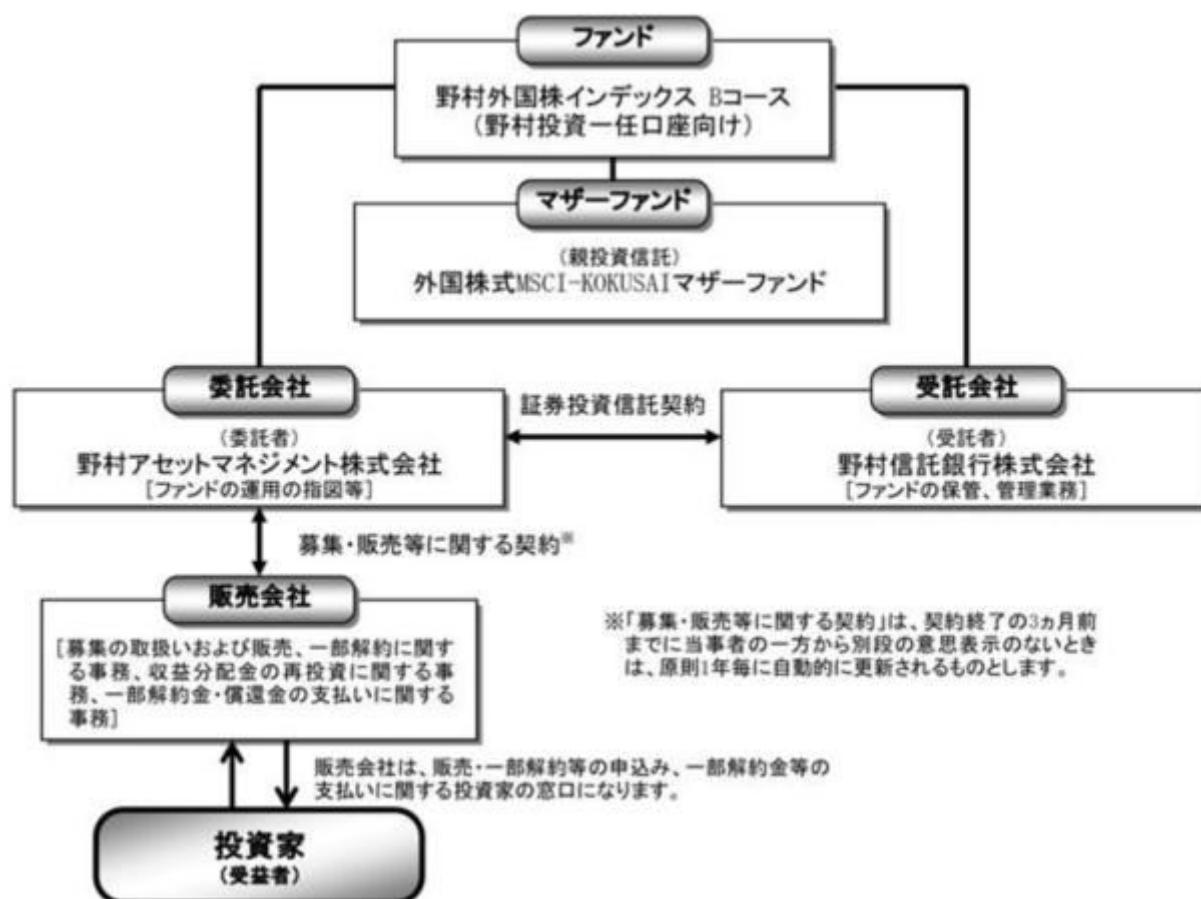 ファンド
野村外国株インデックス Bコース
(野村投資一任口座向け)
マザーファンド
(親投資信託)
外国株式MSCI-KOKUSAIマザーファンド
委託会社
(委託者)
野村アセットマネジメント株式会社
[ファンドの運用の指図等]
証券投資信託契約
受託会社
(受託者)
野村信託銀行株式会社
[ファンドの保管、管理業務]
募集・販売等に関する契約※
販売会社
[募集の取扱いおよび販売、一部解約に関す
る事務、収益分配金の再投資に関する事
務、一部解約金・償還金の支払いに関する
事務]
※「募集・販売等に関する契約」は、契約終了の3ヵ月前
までに当事者の一方から別段の意思表示のないとき
は、原則1年毎に自動的に更新されるものとします。
販売会社は、販売・一部解約等の申込み、一部解約金等の
支払いに関する投資家の窓口になります。
投資家
(受益者)